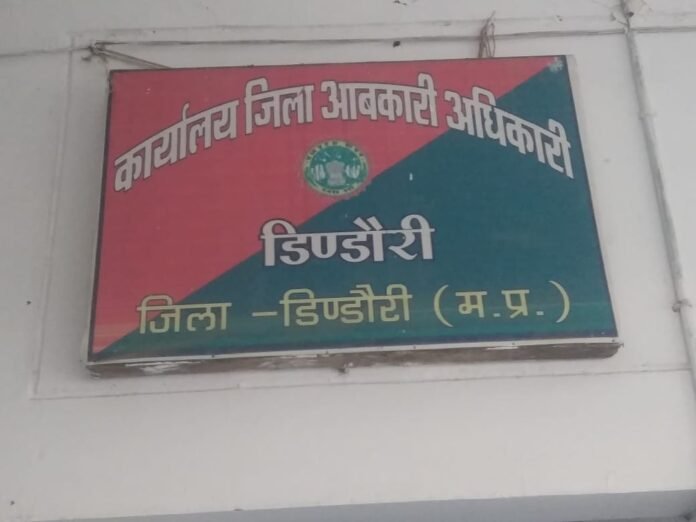 कार्यालय जिला आबकारी अधिकारी
डिण्डौरी
जिला - डिण्डौरी (म.प्र.)